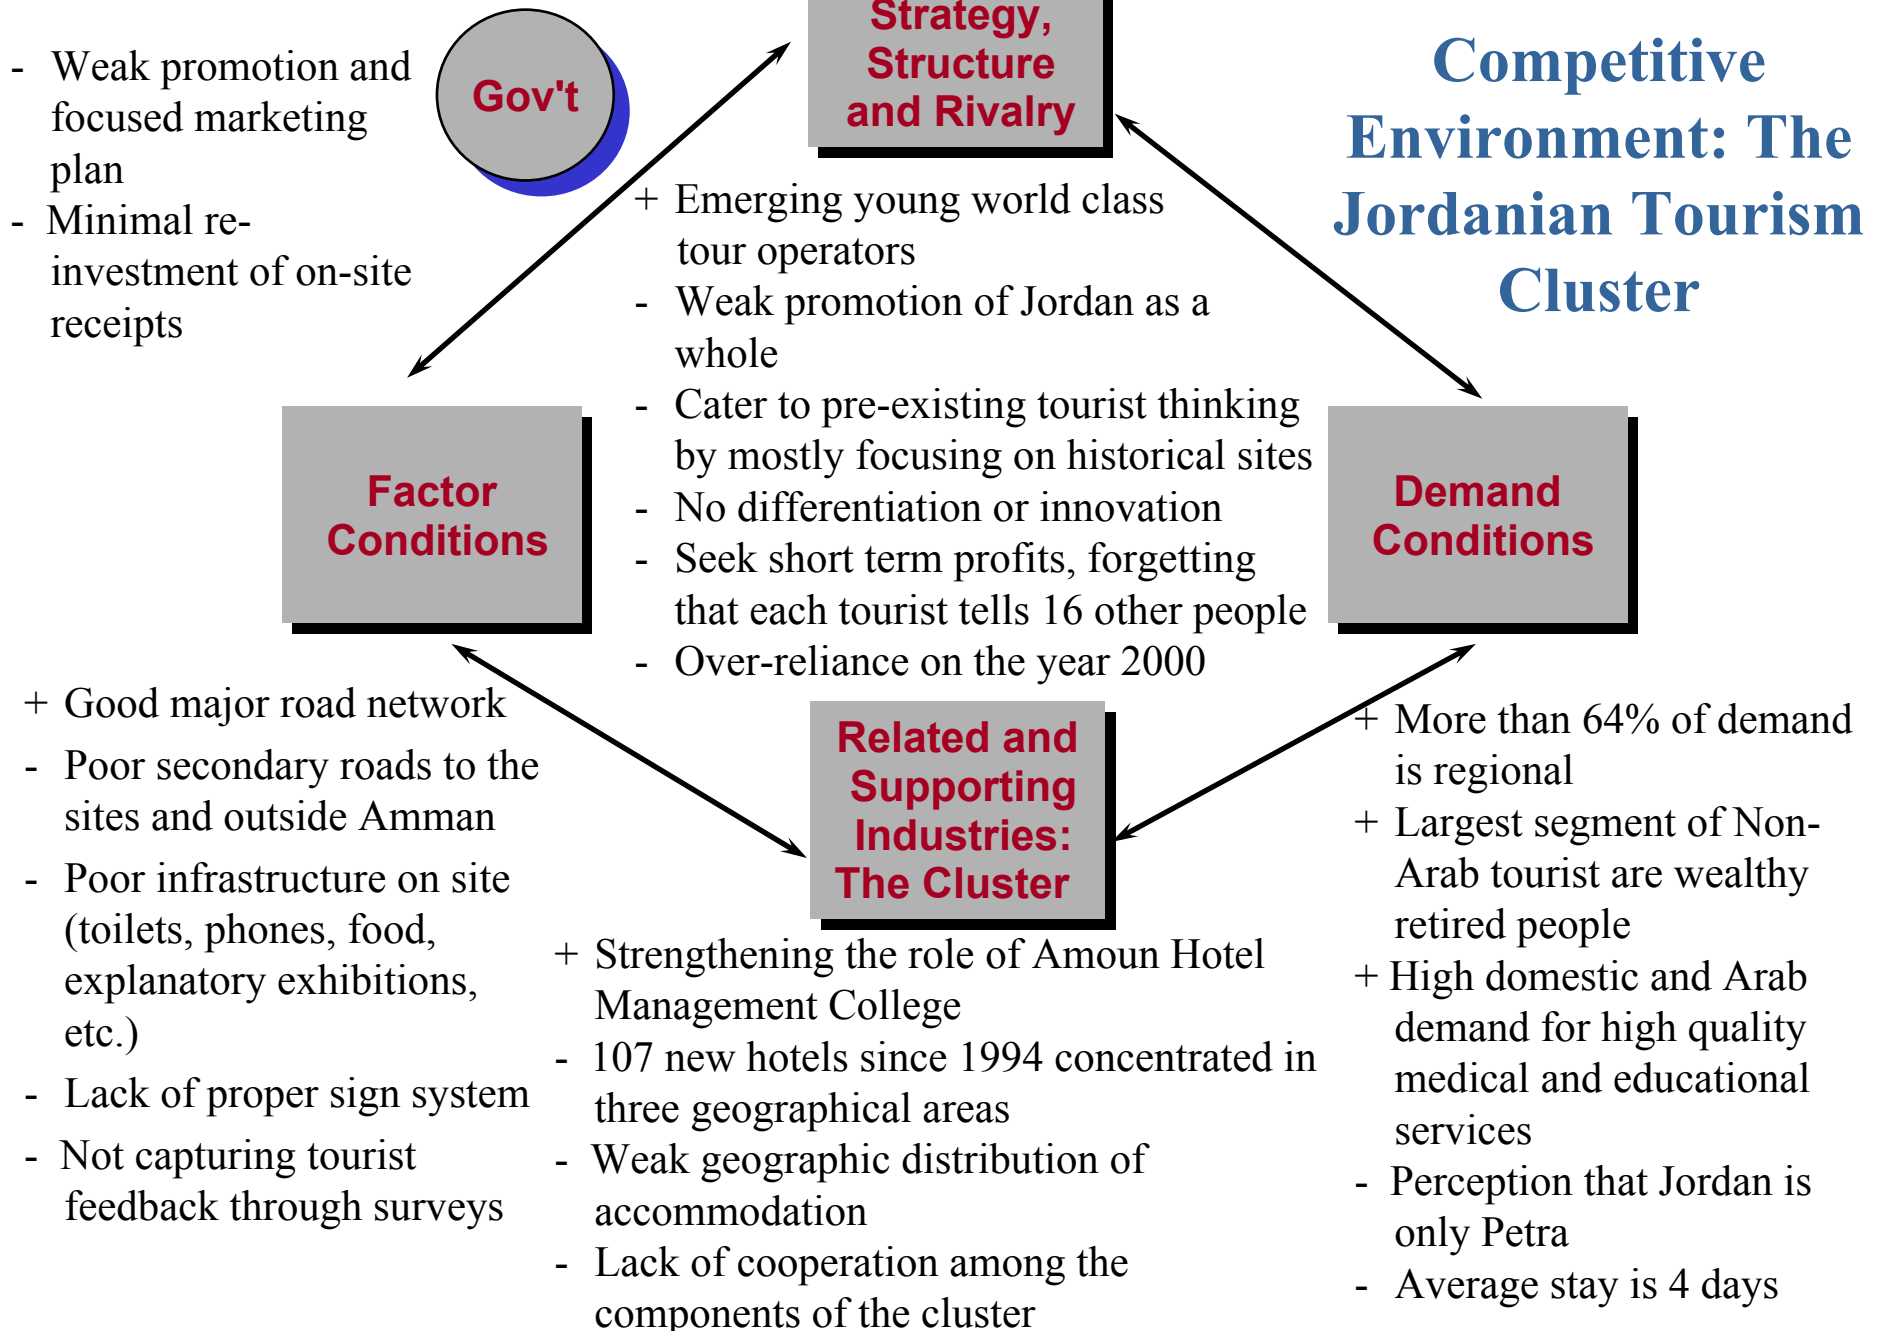 Competitive
Environment: The
Jordanian Tourism
Cluster
Gov't
- Weak promotion and
focused marketing
plan
- Minimal re-
investment of on-site
receipts
Strategy,
Structure
and Rivalry
+ Emerging young world class
tour operators
- Weak promotion of Jordan as a
whole
- Cater to pre-existing tourist thinking
by mostly focusing on historical sites
- No differentiation or innovation
- Seek short term profits, forgetting
that each tourist tells 16 other people
- Over-reliance on the year 2000
Factor
Conditions
+ Good major road network
- Poor secondary roads to the
sites and outside Amman
- Poor infrastructure on site
(toilets, phones, food,
explanatory exhibitions,
etc.)
- Lack of proper sign system
- Not capturing tourist
feedback through surveys
Related and
Supporting
Industries:
The Cluster
+ Strengthening the role of Amoun Hotel
Management College
- 107 new hotels since 1994 concentrated in
three geographical areas
- Weak geographic distribution of
accommodation
- Lack of cooperation among the
components of the cluster
Demand
Conditions
+ More than 64% of demand
is regional
+ Largest segment of Non-
Arab tourist are wealthy
retired people
+ High domestic and Arab
demand for high quality
medical and educational
services
- Perception that Jordan is
only Petra
- Average stay is 4 days